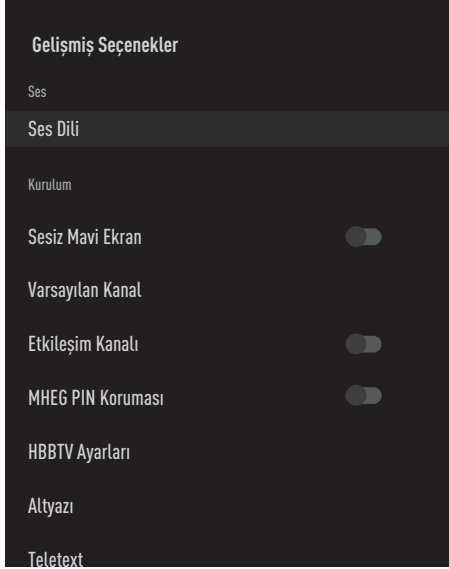 Gelişmiş Seçenekler
Ses
Ses Dili
Kurulum
Sesiz Mavi Ekran
Varsayılan Kanal
Etkileşim Kanalı
MHEG PIN Koruması
HBBTV Ayarları
Altyazı
Teletext